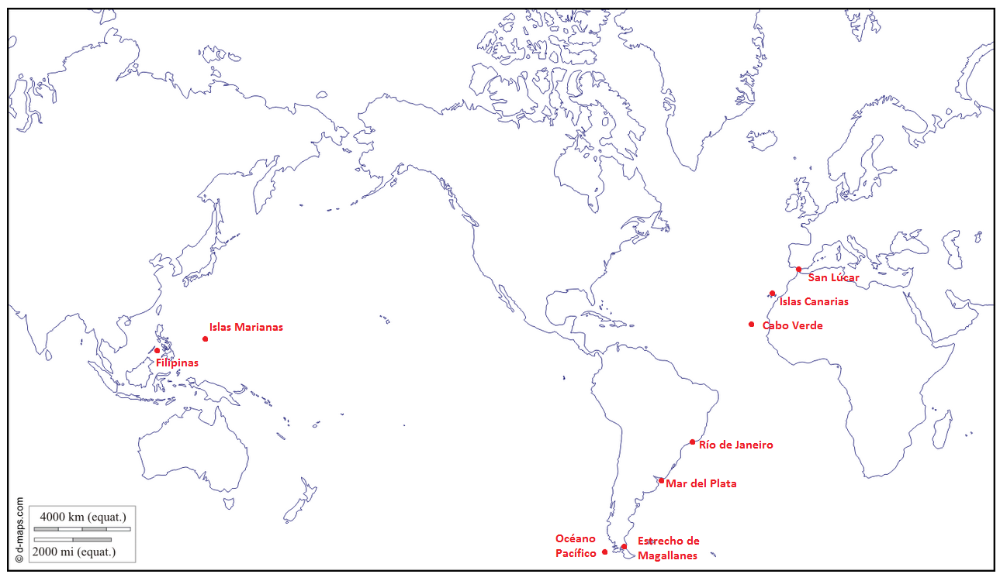 San Lúcar
Islas Canarias
Cabo Verde
Islas Marianas
Filipinas
Río de Janeiro
Mar del Plata
Océano
Pacífico
Estrecho de
Magallanes
© d-maps.com
4000 km (equat.)
2000 mi (equat.)